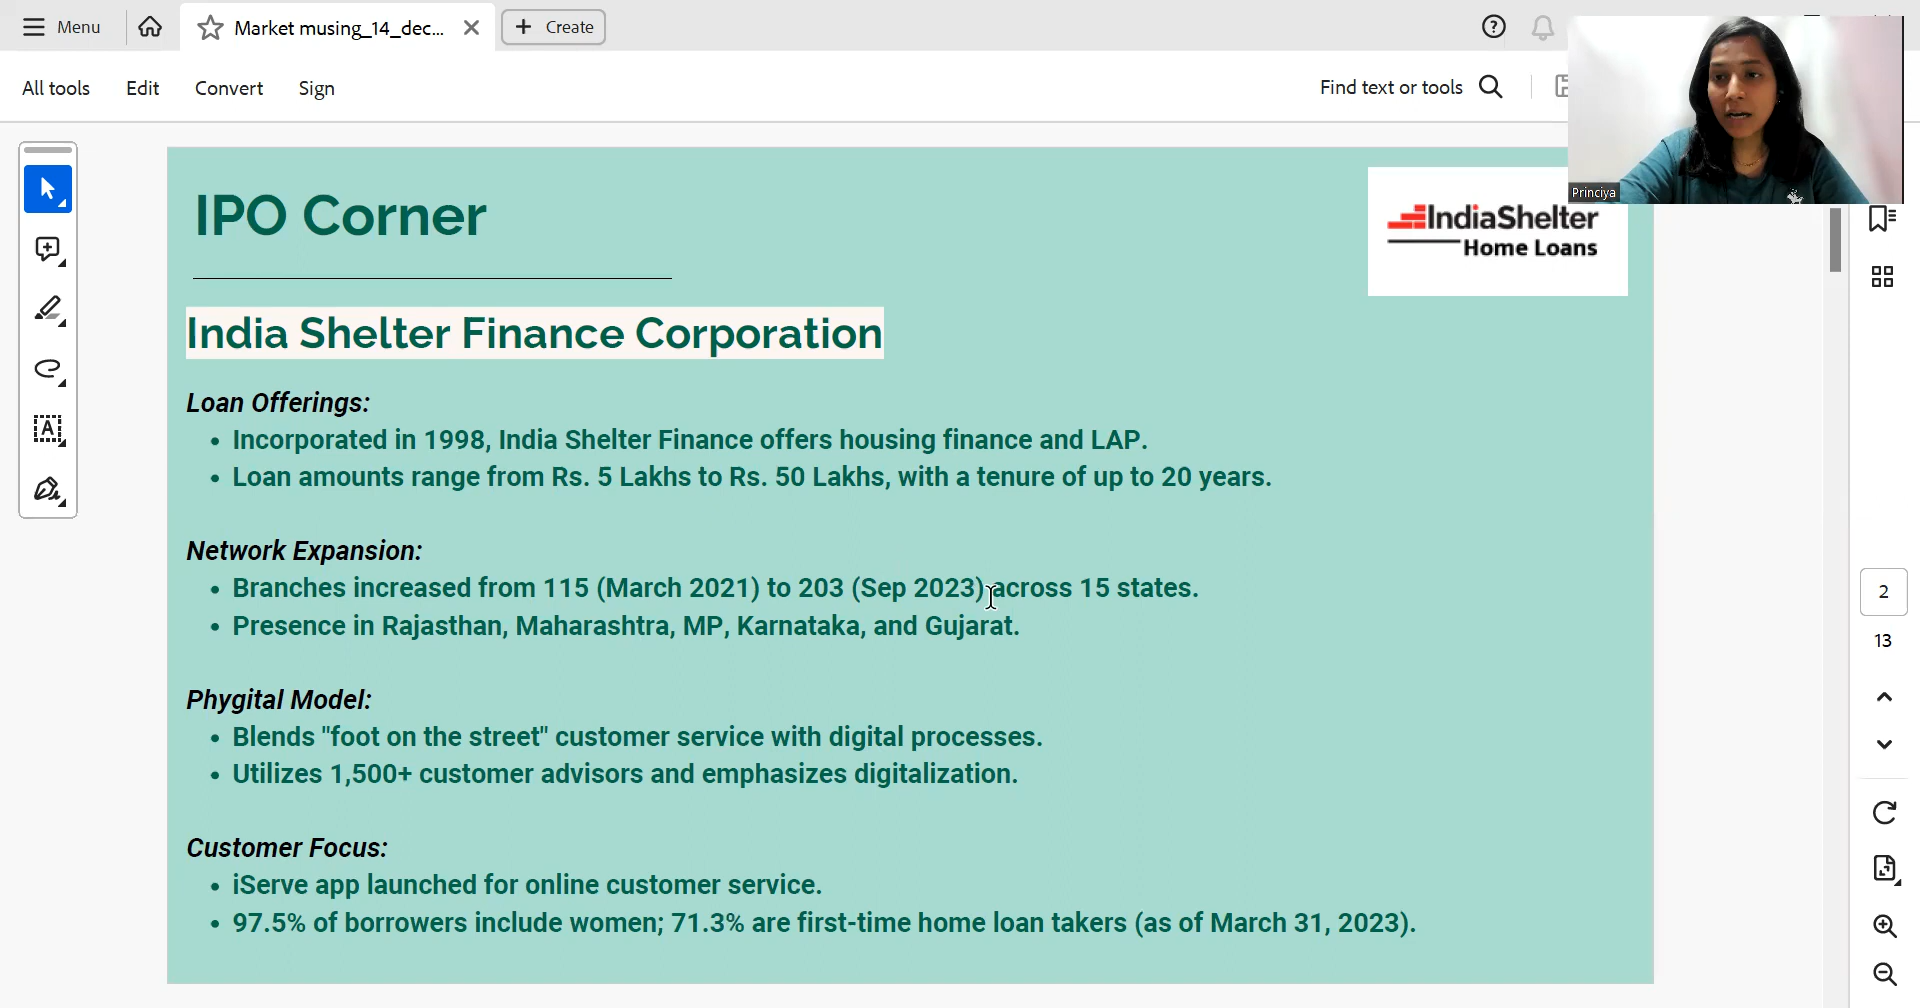 Menu
Market musing_14_dec...
Create
All tools
Edit
Convert
Sign
Find text or tools
Princiya
IPO Corner
IndiaShelter
Home Loans
India Shelter Finance Corporation
Loan Offerings:
• Incorporated in 1998, India Shelter Finance offers housing finance and LAP.
• Loan amounts range from Rs. 5 Lakhs to Rs. 50 Lakhs, with a tenure of up to 20 years.
Network Expansion:
• Branches increased from 115 (March 2021) to 203 (Sep 2023) across 15 states.
• Presence in Rajasthan, Maharashtra, MP, Karnataka, and Gujarat.
Phygital Model:
• Blends "foot on the street" customer service with digital processes.
• Utilizes 1,500+ customer advisors and emphasizes digitalization.
Customer Focus:
• iServe app launched for online customer service.
• 97.5% of borrowers include women; 71.3% are first-time home loan takers (as of March 31, 2023).
2
13